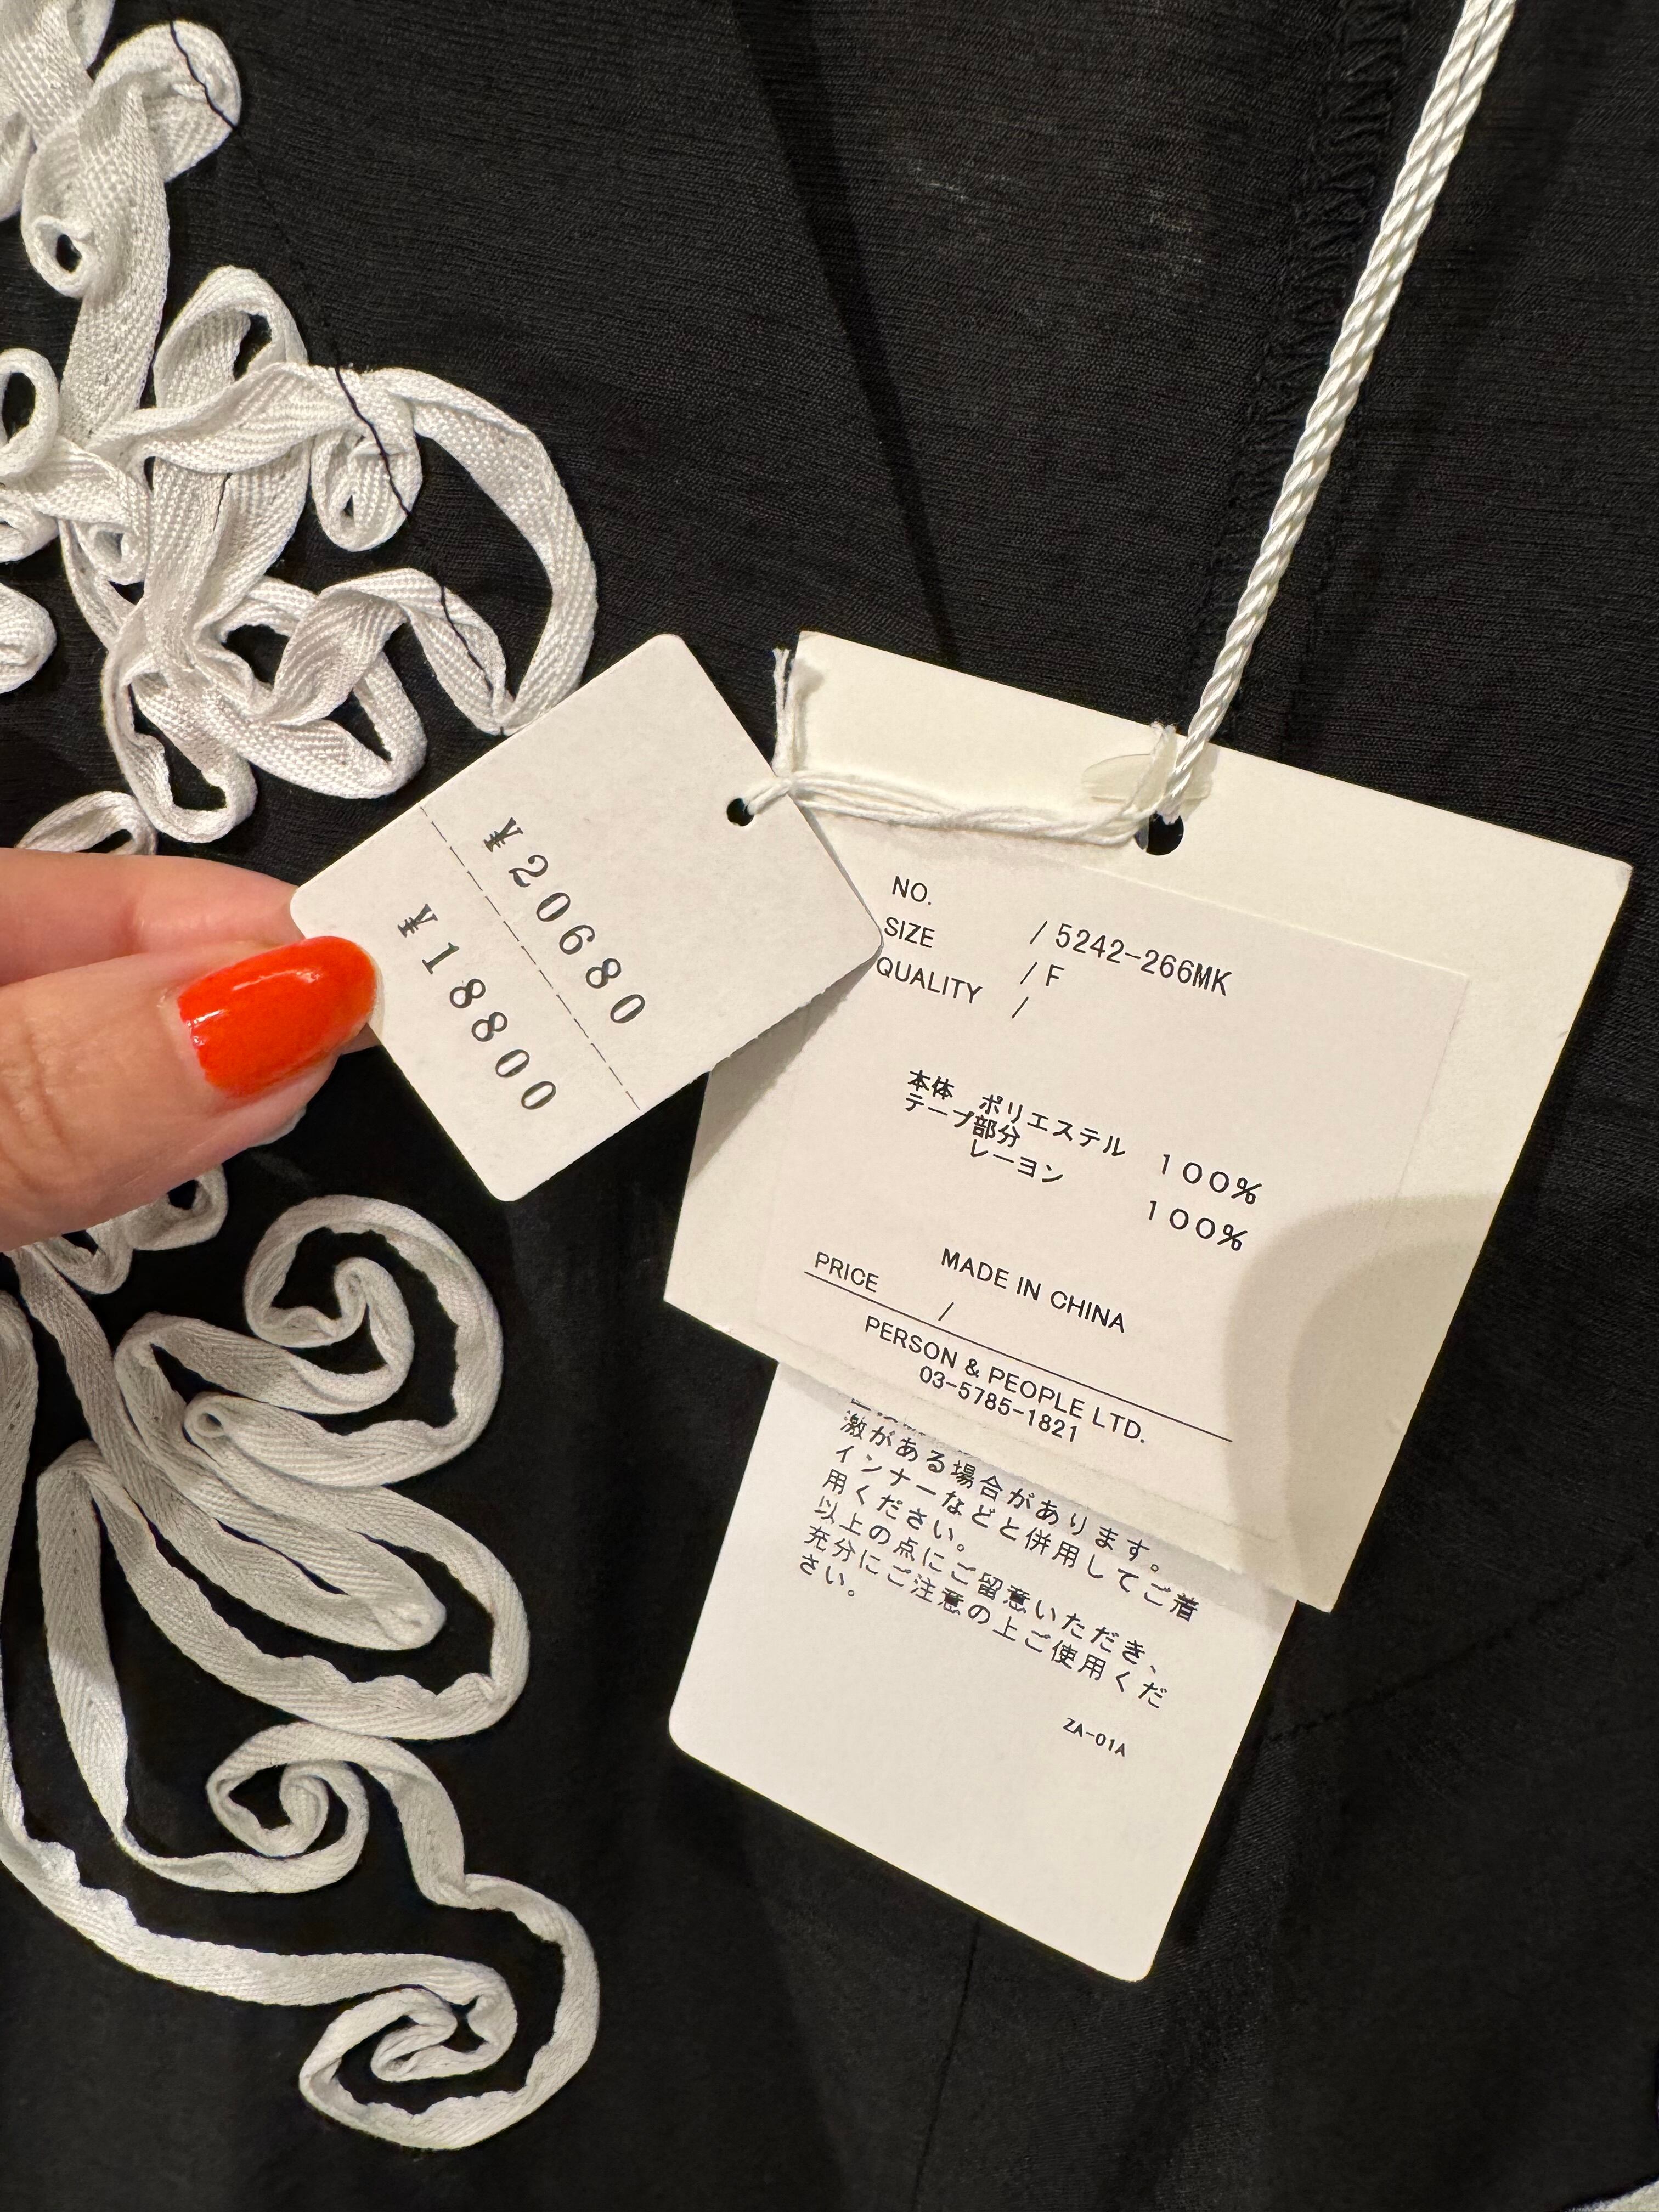 ¥20680
¥18800
NO. / 5242-266MK
SIZE / F
QUALITY /
本体 ポリエステル 100%
テープ部分
レーヨン 100%
MADE IN CHINA
PRICE /
PERSON & PEOPLE LTD.
03-5785-1821
激がある場合があります。
インナーなどと併用してご着
用ください。
以上の点にご留意いただき、
充分にご注意の上ご使用くだ
さい。
ZA-01A